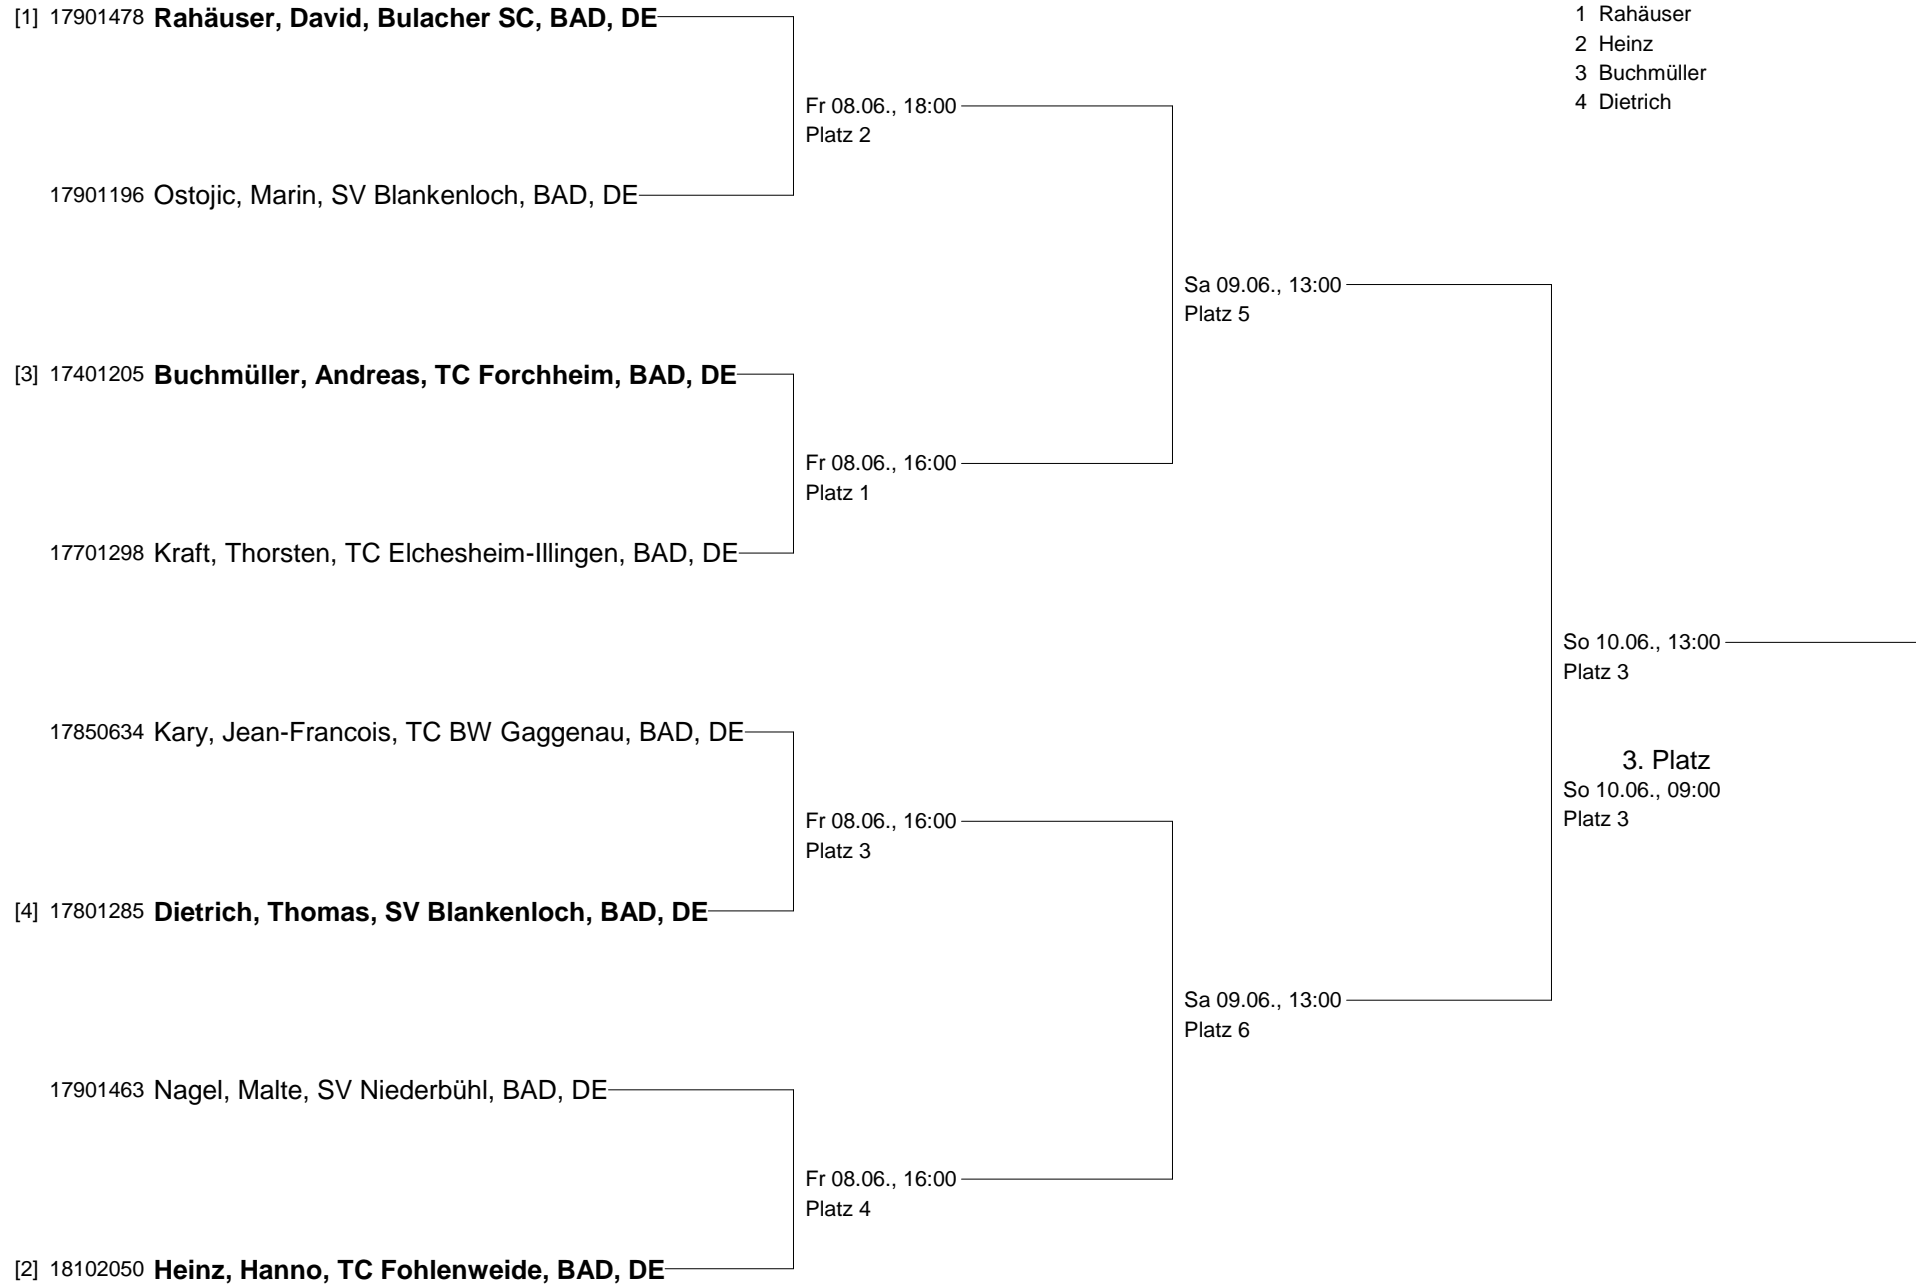 [1] 17901478 Rahäuser, David, Bulacher SC, BAD, DE
1 Rahäuser
2 Heinz
3 Buchmüller
4 Dietrich
Fr 08.06., 18:00
Platz 2
17901196 Ostojic, Marin, SV Blankenloch, BAD, DE
Sa 09.06., 13:00
Platz 5
[3] 17401205 Buchmüller, Andreas, TC Forchheim, BAD, DE
Fr 08.06., 16:00
Platz 1
17701298 Kraft, Thorsten, TC Elchesheim-Illingen, BAD, DE
So 10.06., 13:00
Platz 3
17850634 Kary, Jean-Francois, TC BW Gaggenau, BAD, DE
3. Platz
So 10.06., 09:00
Platz 3
Fr 08.06., 16:00
Platz 3
[4] 17801285 Dietrich, Thomas, SV Blankenloch, BAD, DE
Sa 09.06., 13:00
Platz 6
17901463 Nagel, Malte, SV Niederbühl, BAD, DE
Fr 08.06., 16:00
Platz 4
[2] 18102050 Heinz, Hanno, TC Fohlenweide, BAD, DE